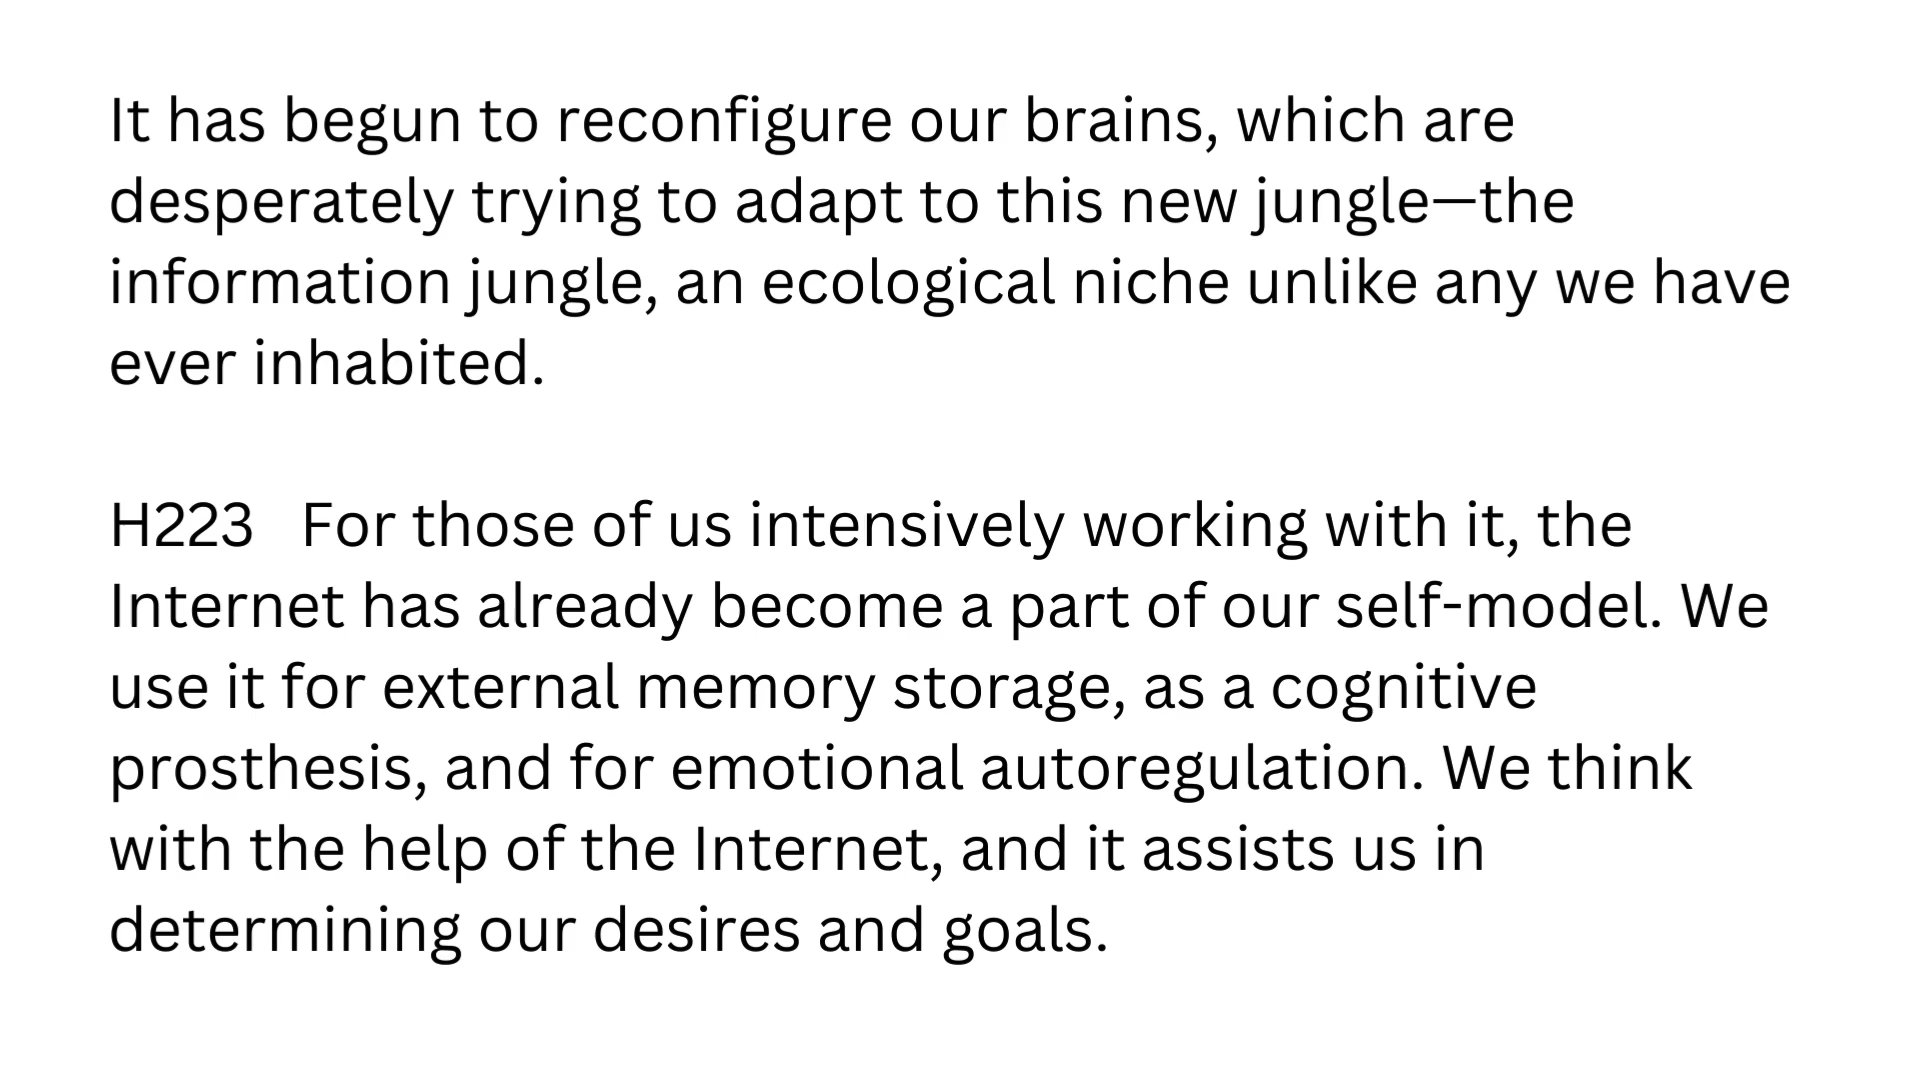 It has begun to reconfigure our brains, which are
desperately trying to adapt to this new jungle—the
information jungle, an ecological niche unlike any we have
ever inhabited.
H223 For those of us intensively working with it, the
Internet has already become a part of our self-model. We
use it for external memory storage, as a cognitive
prosthesis, and for emotional autoregulation. We think
with the help of the Internet, and it assists us in
determining our desires and goals.